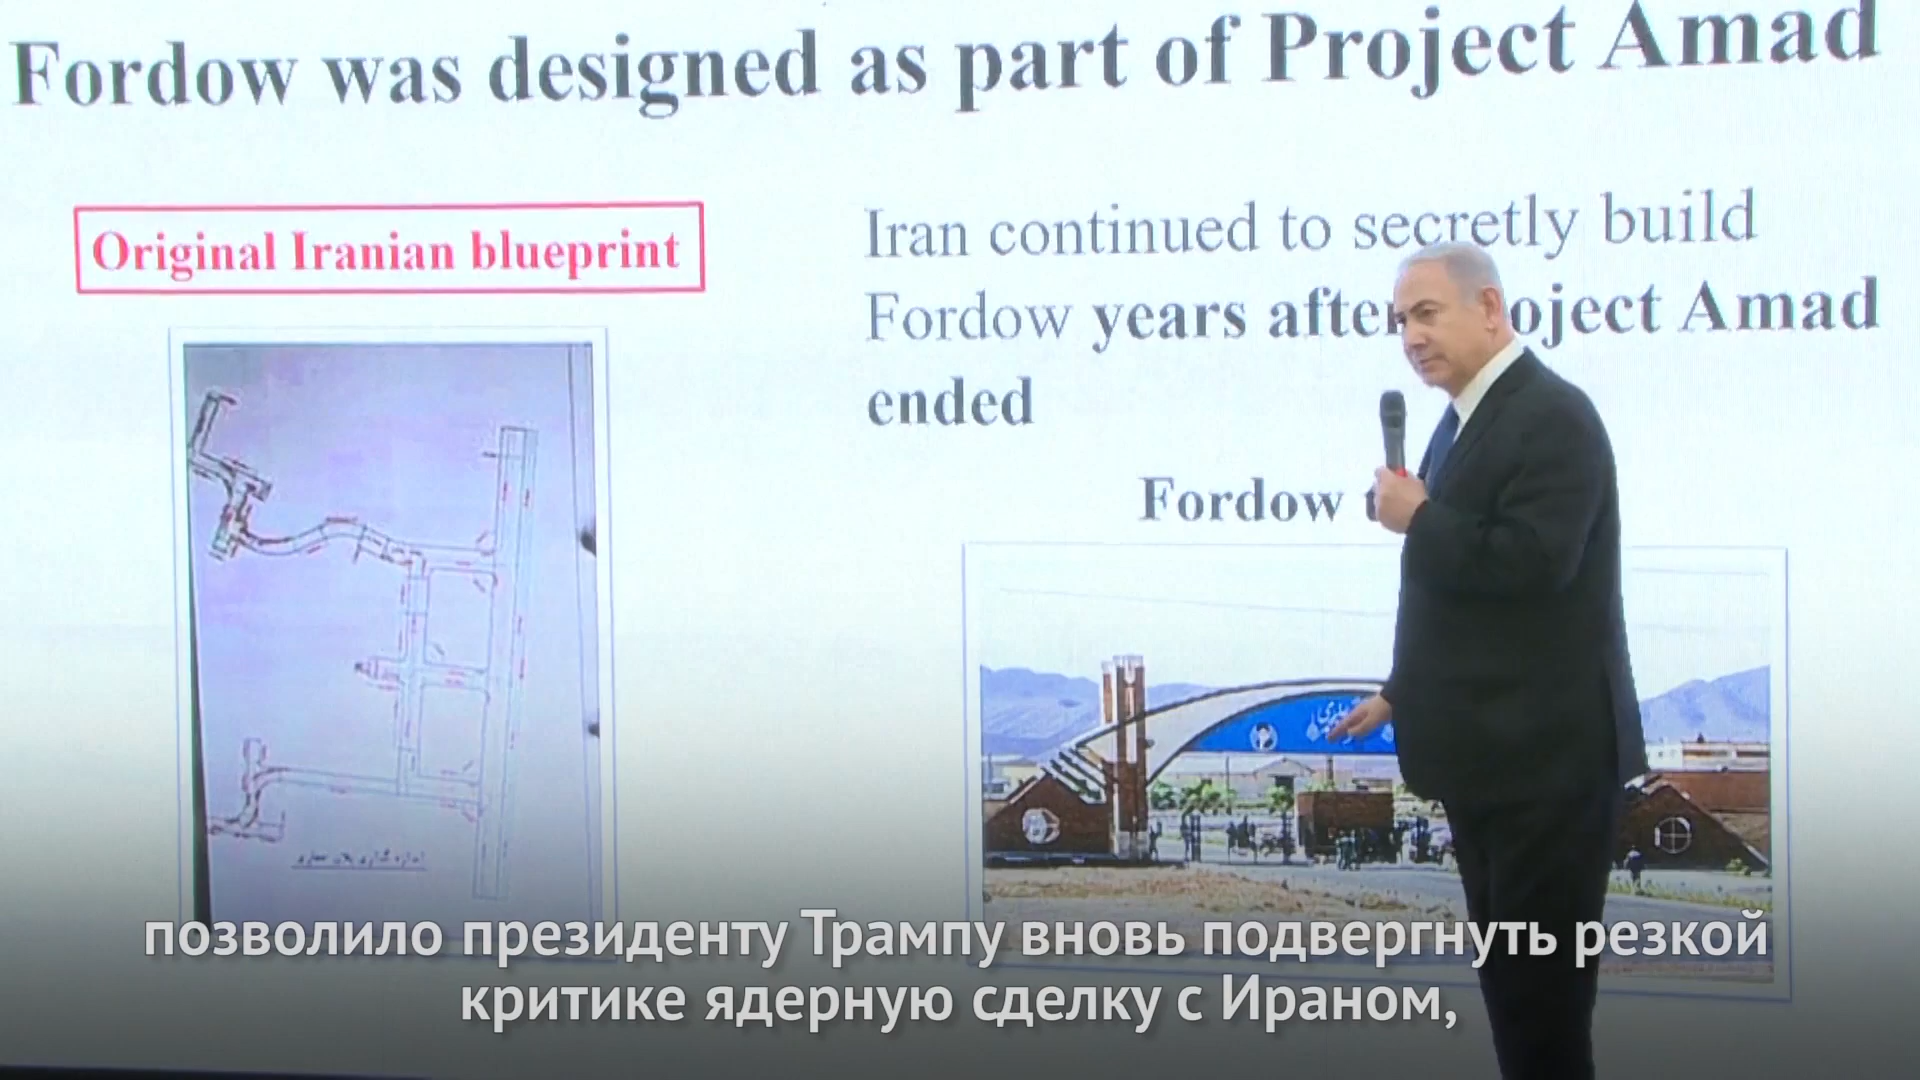 Fordow was designed as part of Project Amad
Original Iranian blueprint
Iran continued to secretly build
Fordow years after Project Amad
ended
Fordow
позволило президенту Трампу вновь подвергнуть резкой
критике ядерную сделку с Ираном,